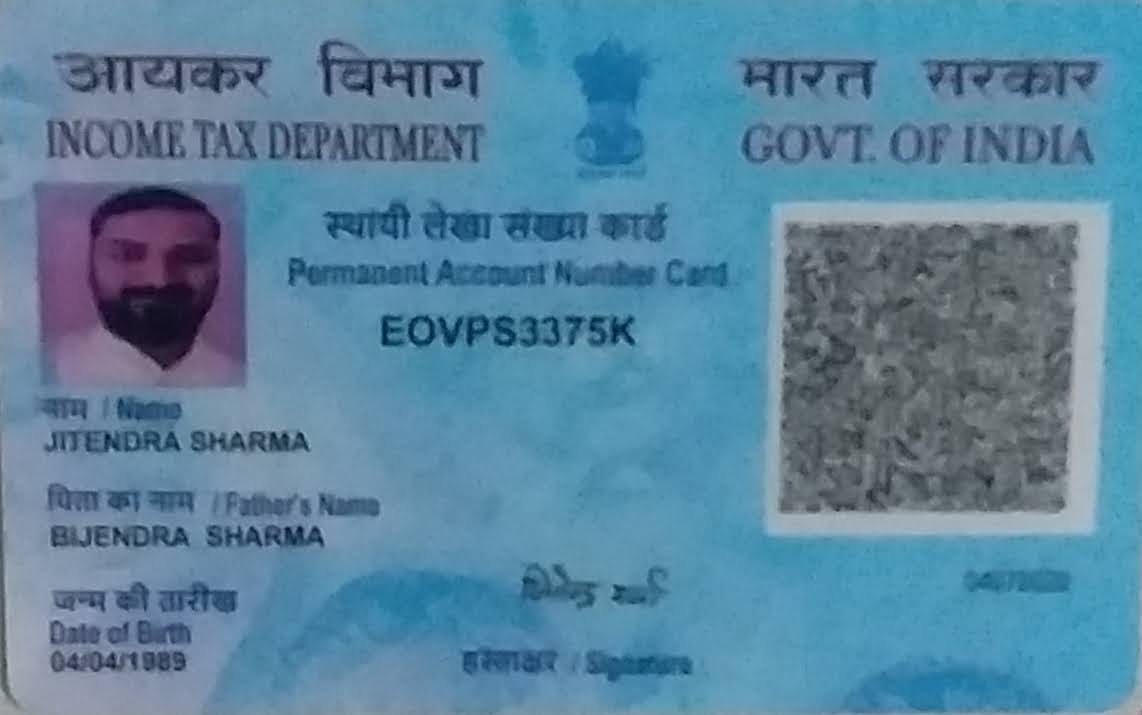 आयकर विभाग
INCOME TAX DEPARTMENT
भारत सरकार
GOVT. OF INDIA
स्थायी लेखा संख्या कार्ड
Permanent Account Number Card
EOVPS3375K
नाम / Name
JITENDRA SHARMA
पिता का नाम / Father's Name
BIJENDRA SHARMA
जन्म की तारीख
Date of Birth
04/04/1989
हस्ताक्षर / Signature